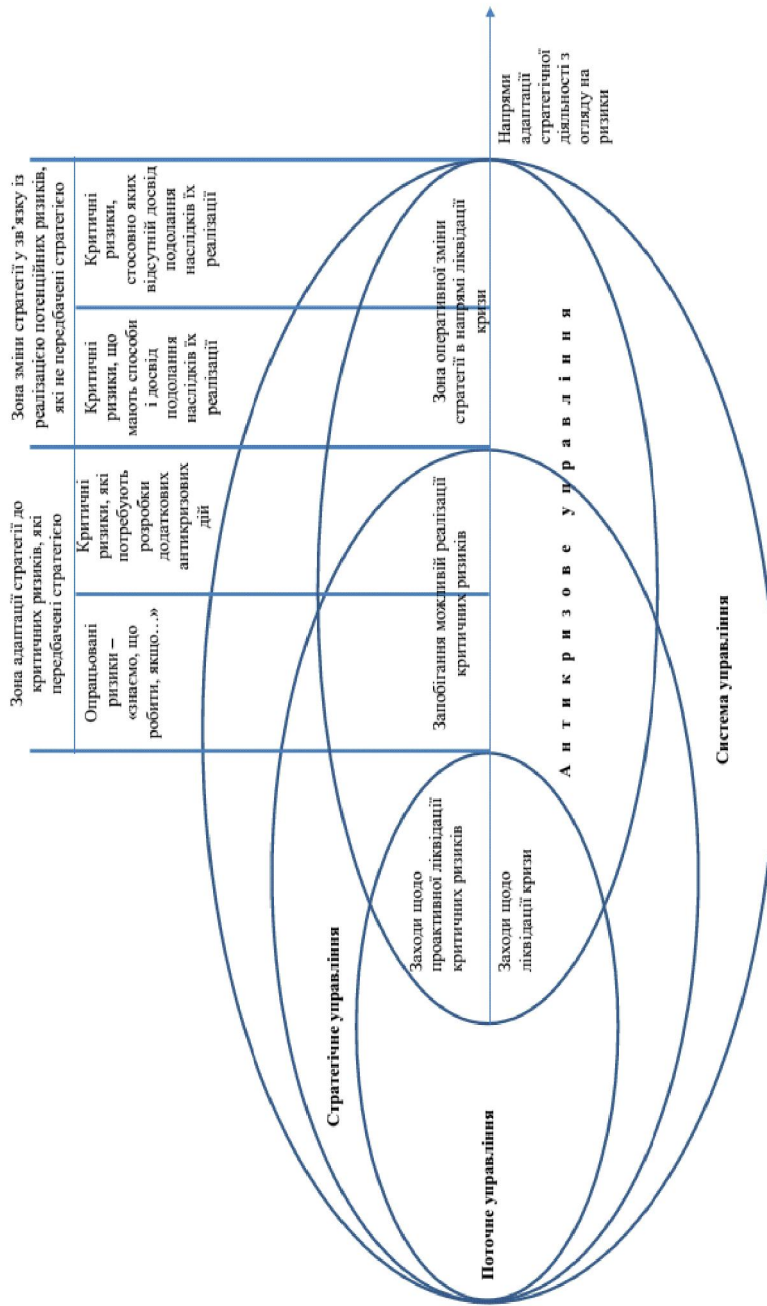 Зона адаптації стратегії до
критичних ризиків, які
передбачені стратегією
Зона зміни стратегії у зв’язку із
реалізацією потенційних ризиків,
які не передбачені стратегією
Опрацьовані
ризики –
«знаємо, що
робити, якщо…»
Критичні
ризики, які
потребують
розробки
додаткових
антикризових
дій
Критичні
ризики, що
мають способи
і досвід
подолання
наслідків їх
реалізації
Критичні
ризики,
стосовно яких
відсутній досвід
подолання
наслідків їх
реалізації
Стратегічне управління
Заходи щодо
проактивної ліквідації
критичних ризиків
Запобігання можливій реалізації
критичних ризиків
Зона оперативної зміни
стратегії в напрямі ліквідації
кризи
Поточне управління
Заходи щодо
ліквідації кризи
Напрями
адаптації
стратегічної
діяльності з
огляду на
ризики
Антикризове управління
Система управління